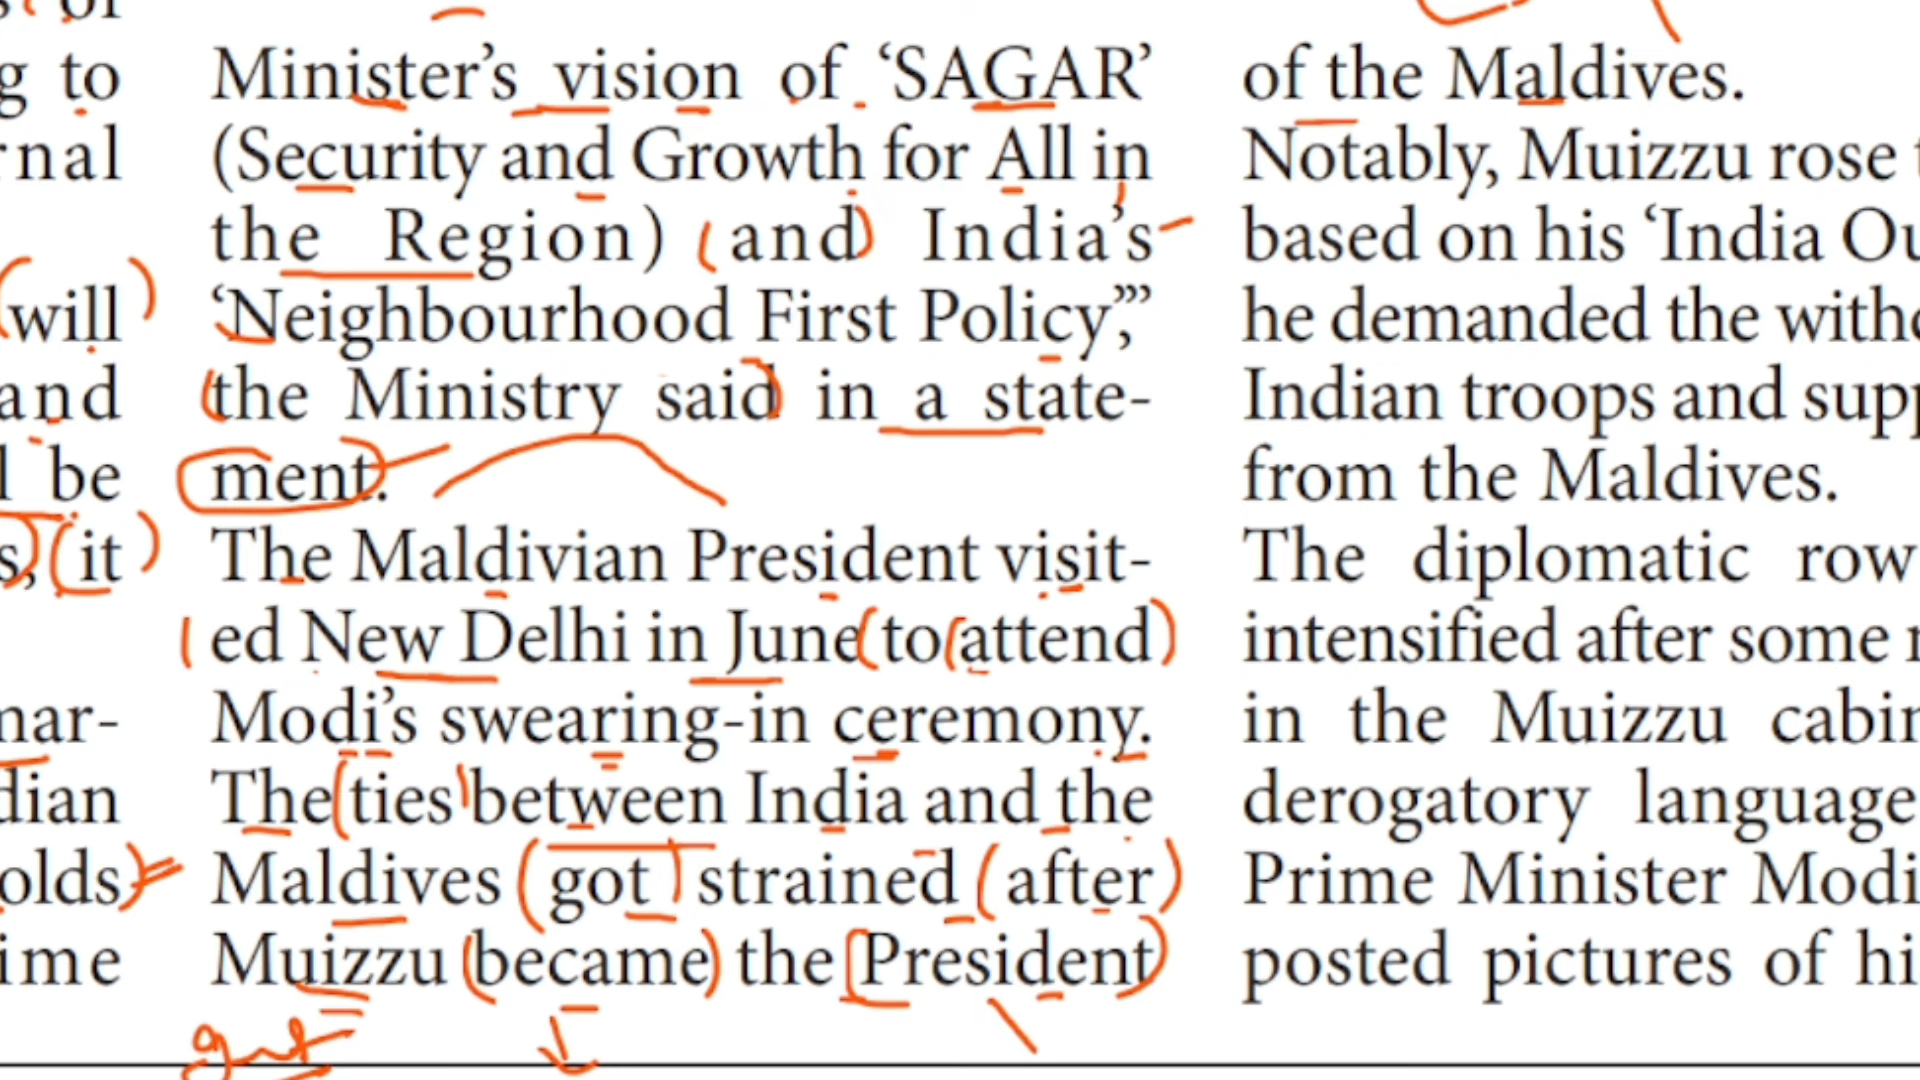 to
Minister's vision of 'SAGAR'
(Security and Growth for All in
the Region) and India's
'Neighbourhood First Policy,'"
the Ministry said in a state-
ment.
The Maldivian President visit-
ed New Delhi in June to attend
Modi's swearing-in ceremony.
The ties between India and the
Maldives got strained after
Muizzu became the President
will
and
be
it
of the Maldives.
Notably, Muizzu rose
based on his 'India
he demanded the
Indian troops and
from the Maldives.
The diplomatic row
intensified after some
in the Muizzu
derogatory language
Prime Minister Modi
posted pictures of